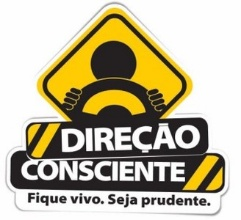 DIREÇÃO
CONSCIENTE
Fique vivo. Seja prudente.